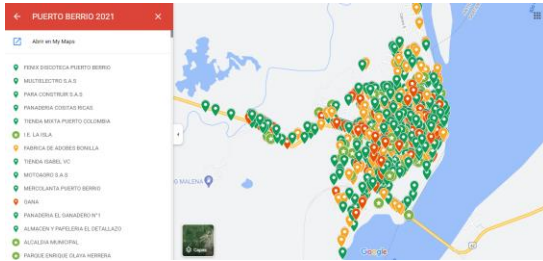 PUERTO BERRIO 2021
Abrir en My Maps
FENIX DISCOTECA PUERTO BERRIO
MULTIELECTRO S.A.S
PARA CONSTRUIR S.A.S
PANADERIA COSITAS RICAS
TIENDA MIXTA PUERTO COLOMBIA
I.E. LA ISLA
FABRICA DE ADOBES BONILLA
TIENDA ISABEL VC
MOTOAGRO S.A.S
MERCOLANTA PUERTO BERRIO
GANA
PANADERIA EL GANADERO N°1
ALMACEN Y PAPELERIA EL DETALLAZO
ALCALDIA MUNICIPAL
PARQUE ENRIQUE OLAYA HERRERA
O MALENA
Capas
Google